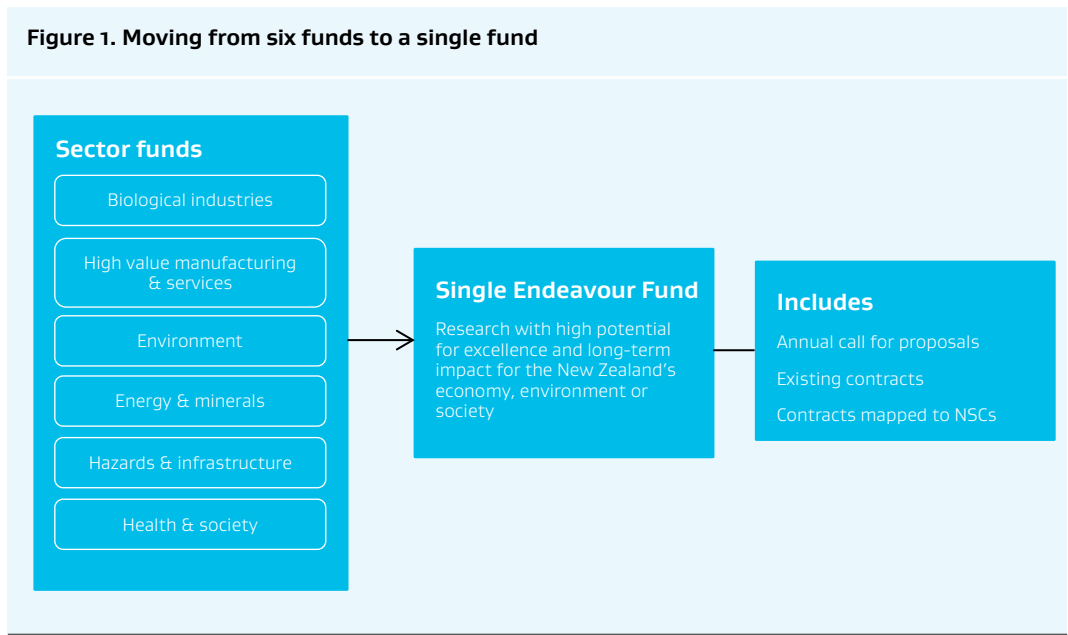 Figure 1. Moving from six funds to a single fund
Sector funds
Biological industries
High value manufacturing
& services
Environment
Energy & minerals
Hazards & infrastructure
Health & society
Single Endeavour Fund
Research with high potential
for excellence and long-term
impact for the New Zealand's
economy, environment or
society
Includes
Annual call for proposals
Existing contracts
Contracts mapped to NSCs